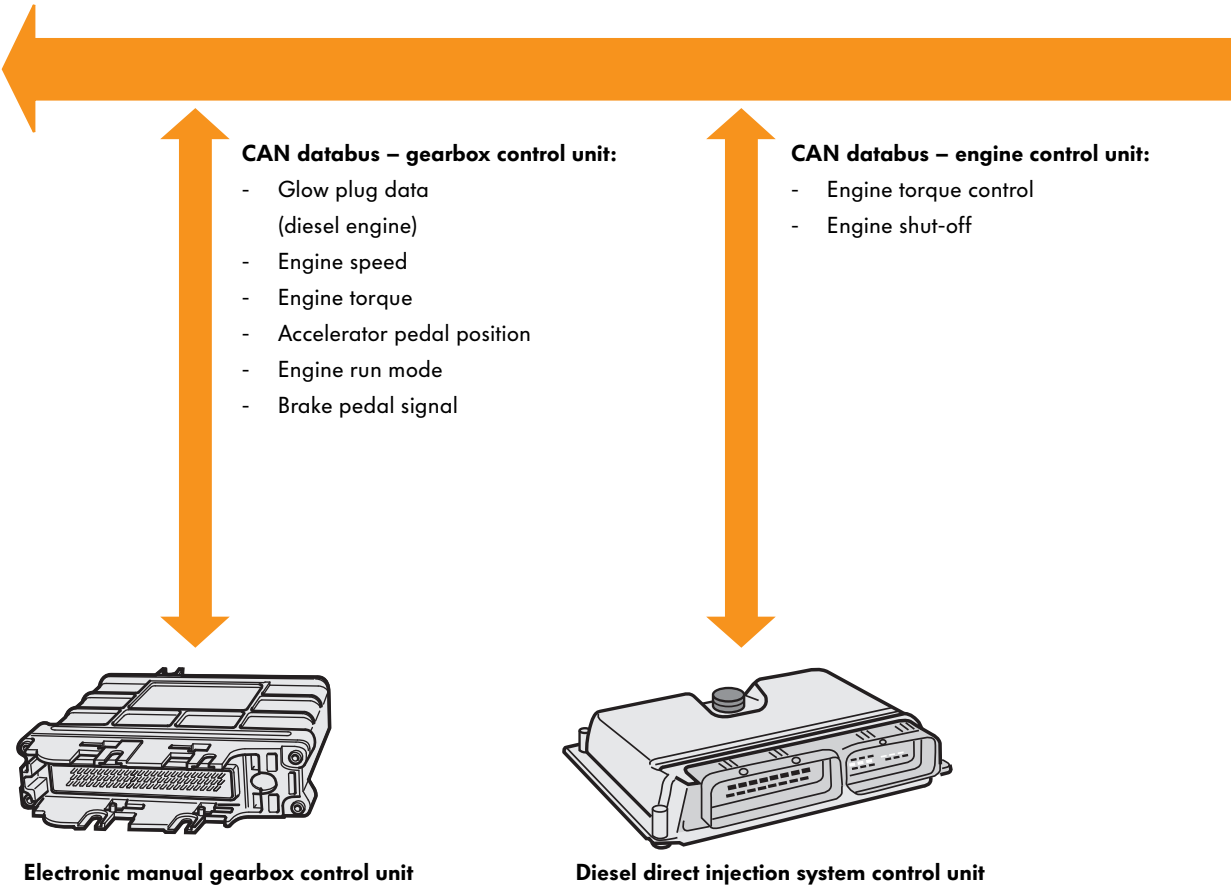 CAN databus – gearbox control unit:
- Glow plug data
(diesel engine)
- Engine speed
- Engine torque
- Accelerator pedal position
- Engine run mode
- Brake pedal signal
CAN databus – engine control unit:
- Engine torque control
- Engine shut-off
Electronic manual gearbox control unit
Diesel direct injection system control unit